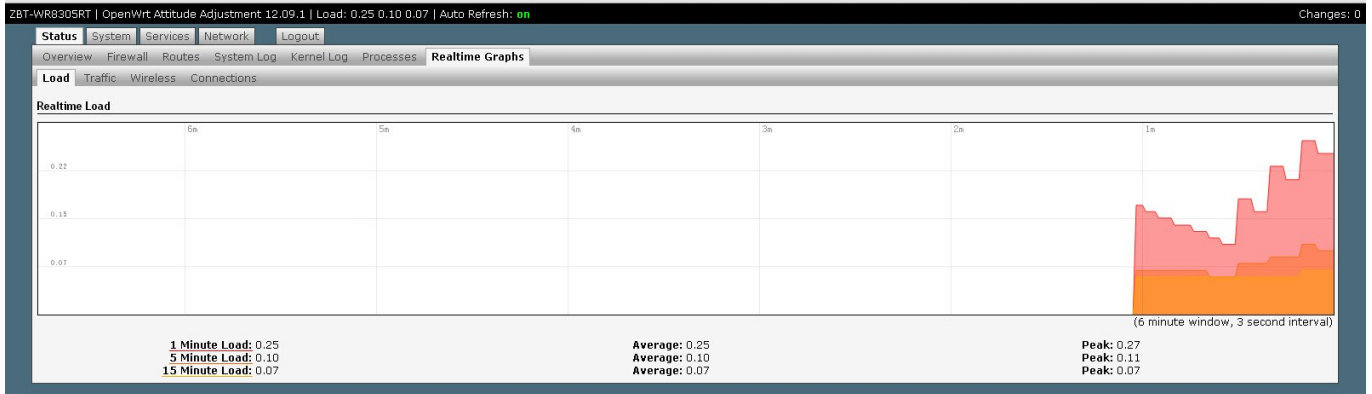 ZBT-WR8305RT | OpenWrt Attitude Adjustment 12.09.1 | Load: 0.25 0.10 0.07 | Auto Refresh: on Changes: 0
Status System Services Network Logout
Overview Firewall Routes System Log Kernel Log Processes Realtime Graphs
Load Traffic Wireless Connections
Realtime Load
6m 5m 4m 3m 2m 1m
0.22
0.15
0.07
(6 minute window, 3 second interval)
1 Minute Load: 0.25 Average: 0.25 Peak: 0.27
5 Minute Load: 0.10 Average: 0.10 Peak: 0.11
15 Minute Load: 0.07 Average: 0.07 Peak: 0.07